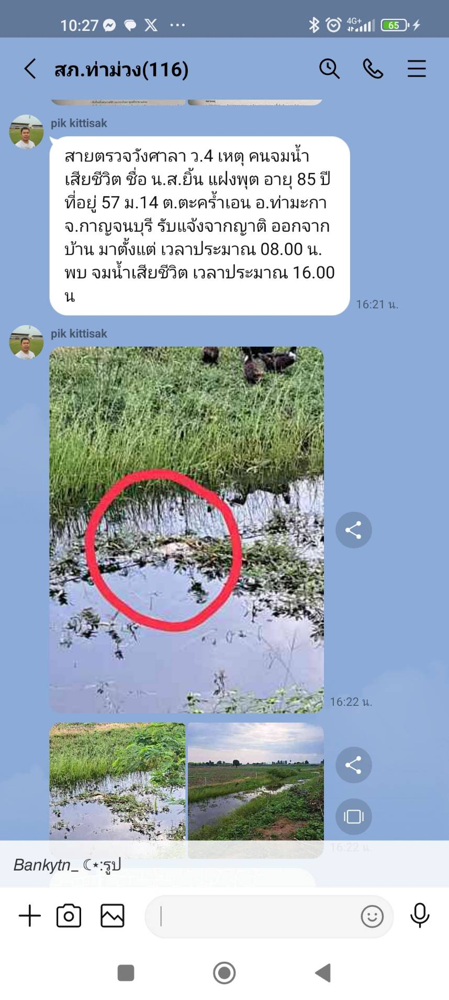 10:27
4G+
65
สภ.ท่าม่วง(116)
pik kittisak
สายตรวจวังศาลา ว.4 เหตุ คนจมน้ำ
เสียชีวิต ชื่อ น.ส.ยิ้น แฝงพุต อายุ 85 ปี
ที่อยู่ 57 ม.14 ต.ตะคร้ำเอน อ.ท่ามะกา
จ.กาญจนบุรี รับแจ้งจากญาติ ออกจาก
บ้าน มาตั้งแต่ เวลาประมาณ 08.00 น.
พบ จมน้ำเสียชีวิต เวลาประมาณ 16.00
น
16:21 น.
pik kittisak
16:22 น.
16:22 น.
Bankytn_ ☾⋆:รูป